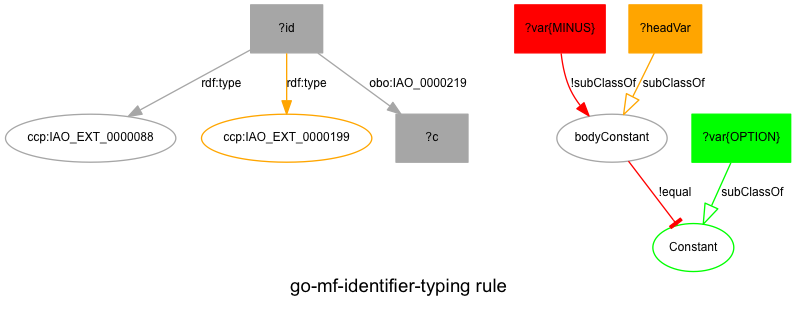 ?id
?var{MINUS}
?headVar
rdf:type
rdf:type
obo:IAO_0000219
!subClassOf
subClassOf
ccp:IAO_EXT_0000088
ccp:IAO_EXT_0000199
?c
bodyConstant
?var{OPTION}
!equal
subClassOf
Constant
go-mf-identifier-typing rule